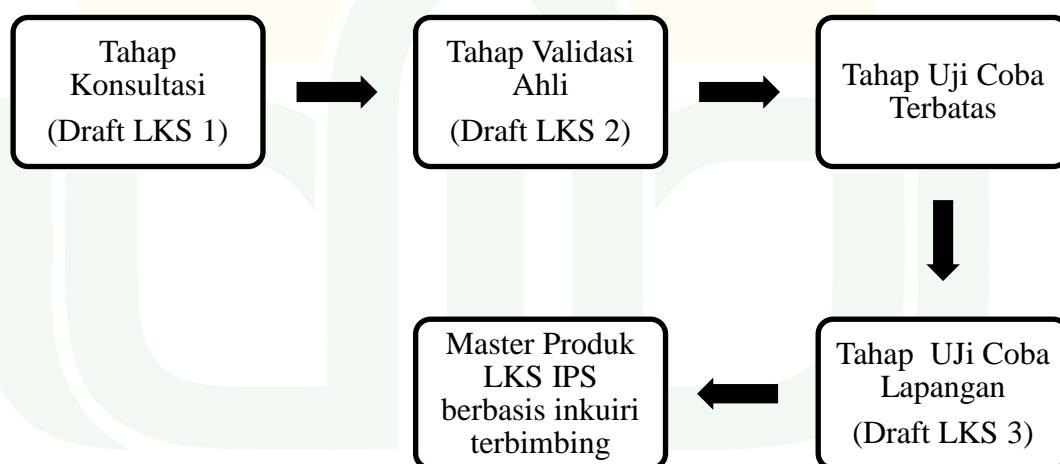 Tahap
Konsultasi
(Draft LKS 1)
Tahap Validasi
Ahli
(Draft LKS 2)
Tahap Uji Coba
Terbatas
Tahap UJi Coba
Lapangan
(Draft LKS 3)
Master Produk
LKS IPS
berbasis inkuiri
terbimbing